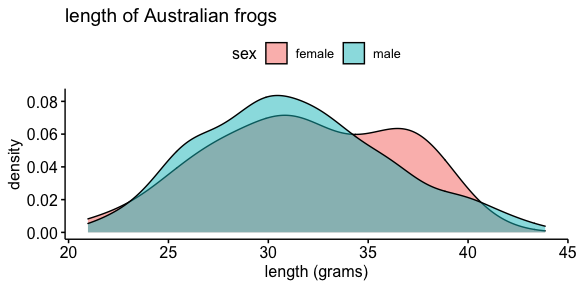 length of Australian frogs
sex female male
0.08
0.06
0.04
0.02
0.00
density
20 25 30 35 40 45
length (grams)